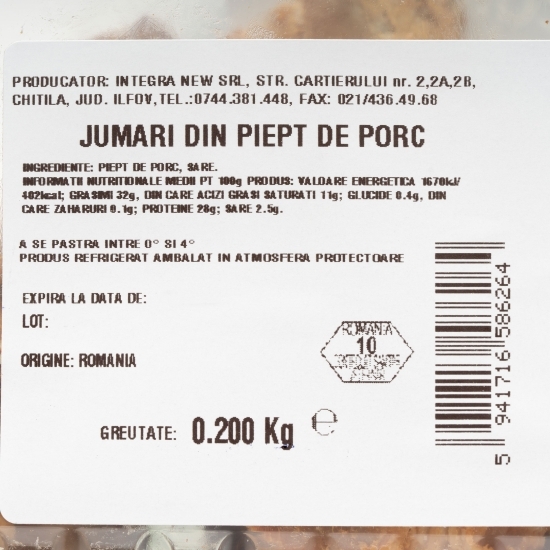 PRODUCATOR: INTEGRA NEW SRL, STR. CARTIERULUI nr. 2,2A,2B,
CHITILA, JUD. ILFOV,TEL.:0744.381.448, FAX: 021/436.49.68
JUMARI DIN PIEPT DE PORC
INGREDIENTE: PIEPT DE PORC, SARE.
INFORMATII NUTRITIONALE MEDII PT 100g PRODUS: VALOARE ENERGETICA 1670kJ/
402kcal; GRASIMI 32g, DIN CARE ACIZI GRASI SATURATI 11g; GLUCIDE 0.4g, DIN
CARE ZAHARURI 0.1g; PROTEINE 28g; SARE 2.5g.
A SE PASTRA INTRE 0° SI 4°
PRODUS REFRIGERAT AMBALAT IN ATMOSFERA PROTECTOARE
EXPIRA LA DATA DE:
LOT:
ROMANIA
10
ORIGINE: ROMANIA
GREUTATE: 0.200 Kg e
5 941716 586264